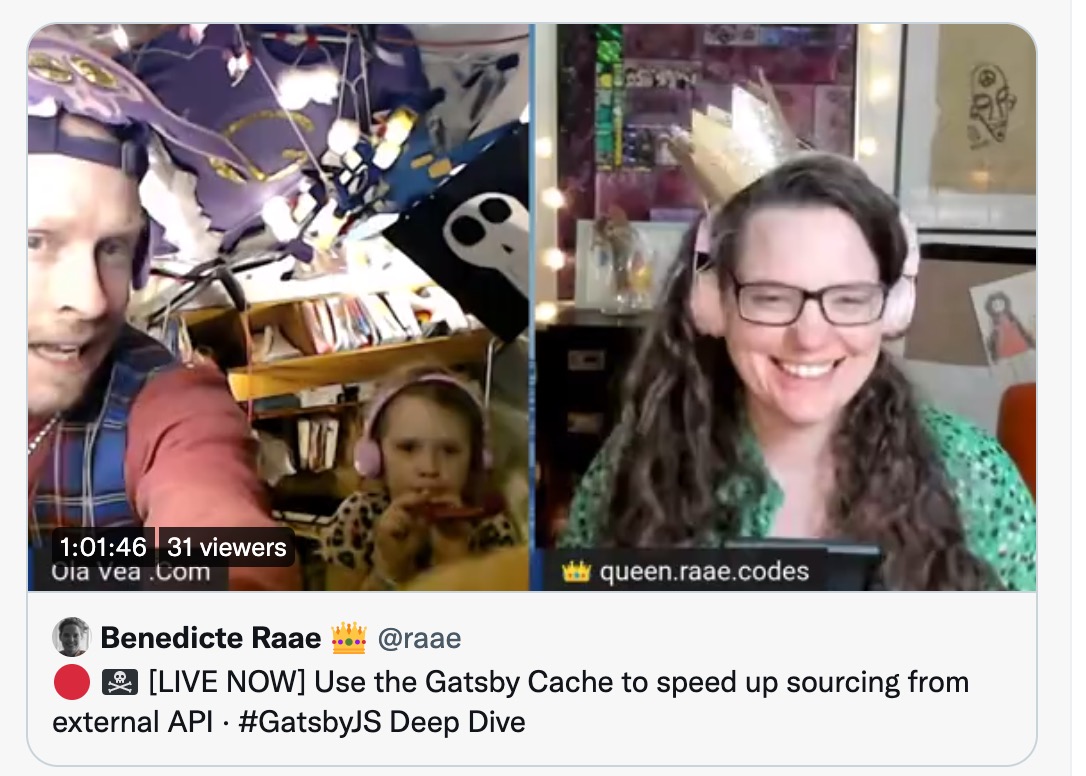 1:01:46 31 viewers
Ola Vea .Com
👑 queen.raae.codes
Benedicte Raae 👑 @raae
🔴 🏴‍☠️ [LIVE NOW] Use the Gatsby Cache to speed up sourcing from
external API · #GatsbyJS Deep Dive